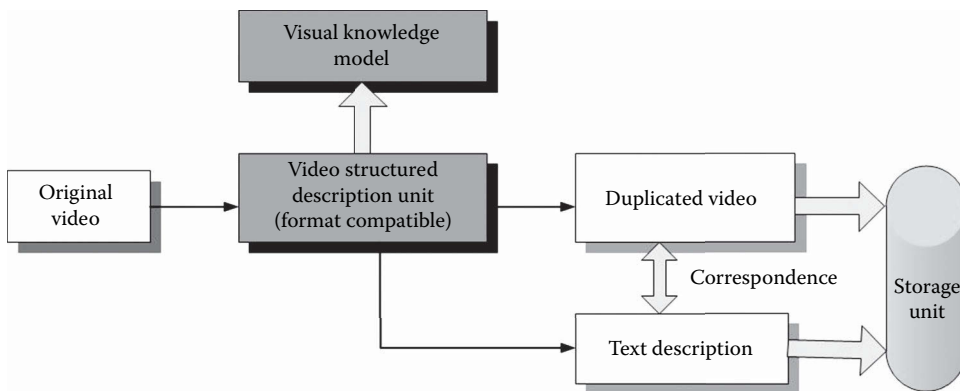 Visual knowledge
model
Original
video
Video structured
description unit
(format compatible)
Duplicated video
Correspondence
Text description
Storage
unit